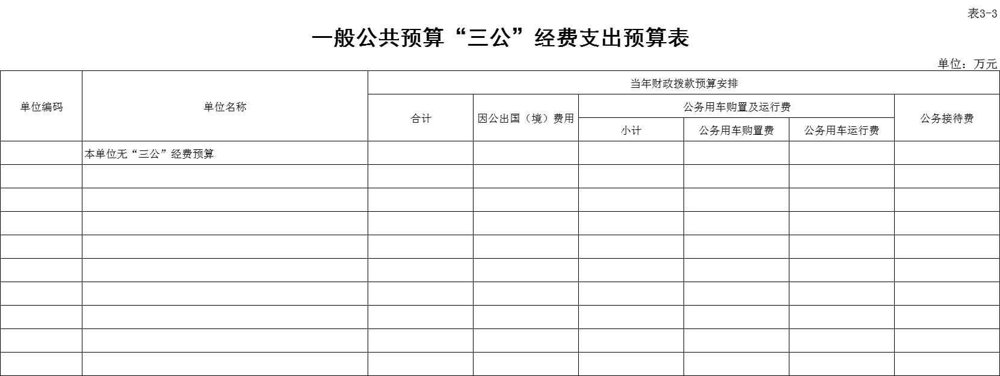 表3-3
一般公共预算“三公”经费支出预算表
单位：万元
单位编码
单位名称
当年财政拨款预算安排
合计
因公出国（境）费用
公务用车购置及运行费
公务接待费
小计
公务用车购置费
公务用车运行费
本单位无“三公”经费预算